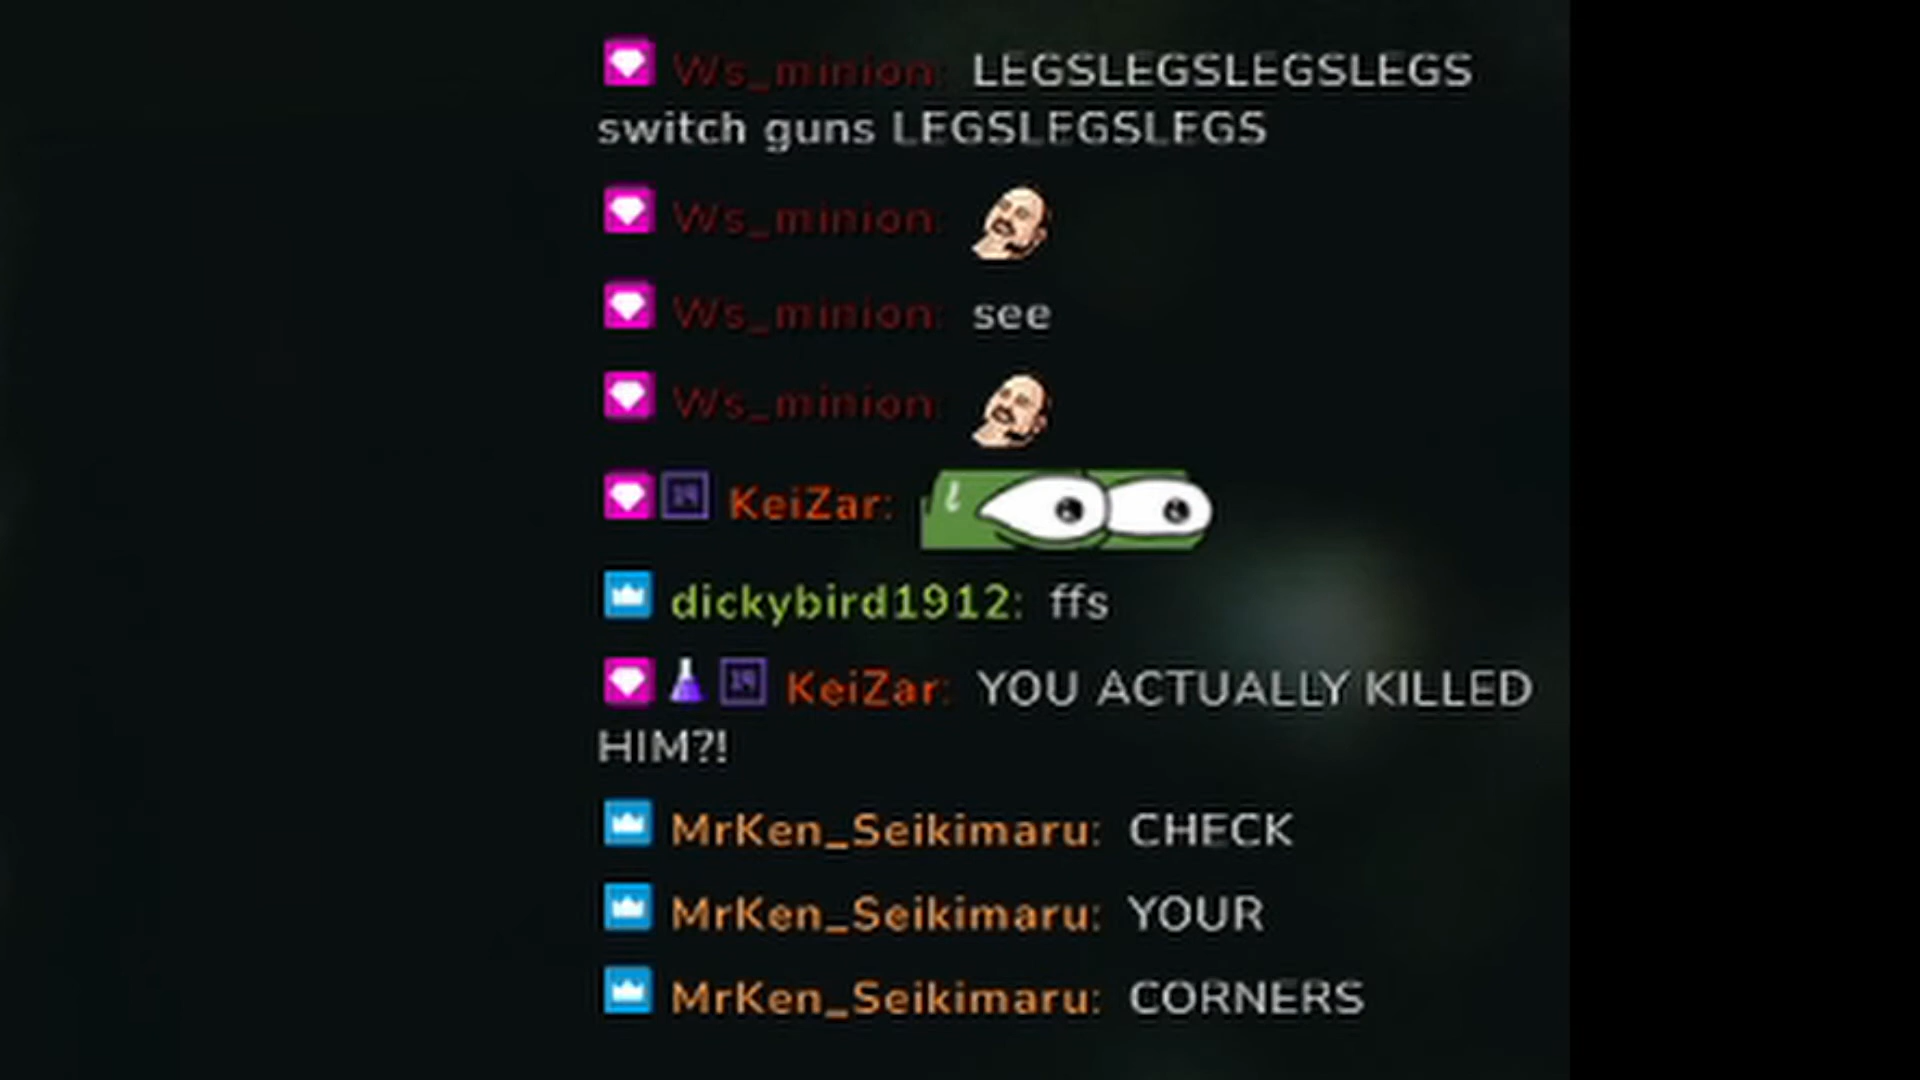 Ws_minion: LEGSLEGSLEGSLEGS
switch guns LEGSLEGSLEGS
Ws_minion:
Ws_minion: see
Ws_minion:
KeiZar:
dickybird1912: ffs
19 KeiZar: YOU ACTUALLY KILLED
HIM?!
MrKen_Seikimaru: CHECK
MrKen_Seikimaru: YOUR
MrKen_Seikimaru: CORNERS